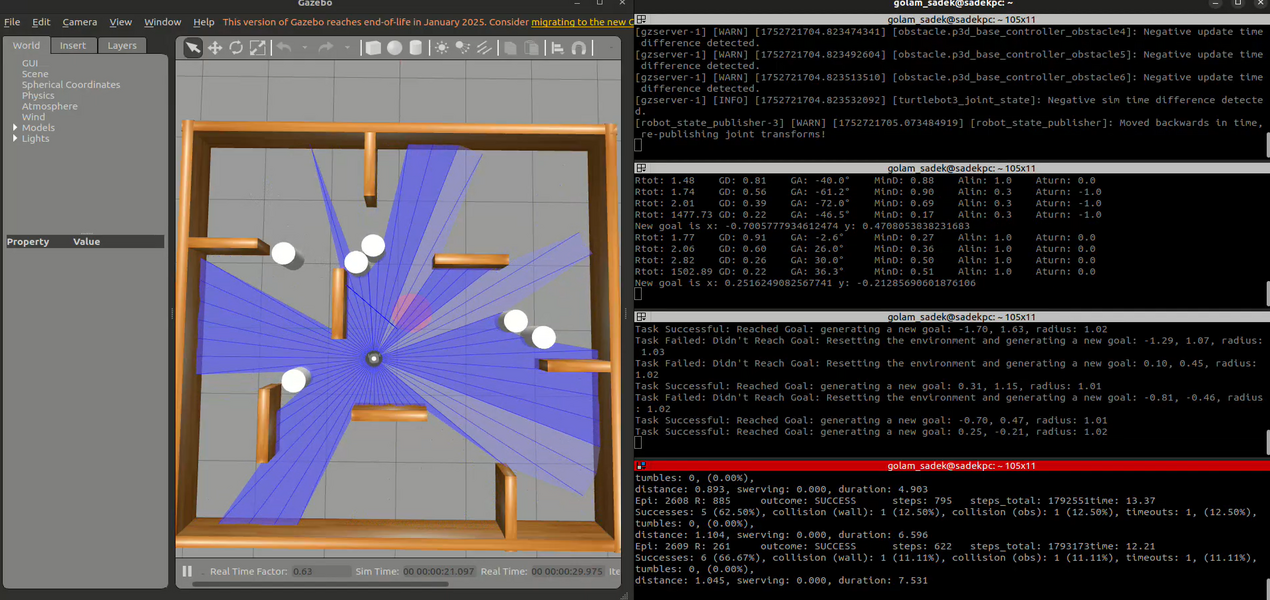 Gazebo
File Edit Camera View Window Help This version of Gazebo reaches end-of-life in January 2025. Consider migrating to the new G
World Insert Layers
GUI
Scene
Spherical Coordinates
Physics
Atmosphere
Wind
Models
Lights
Property Value
Real Time Factor: 0.63 Sim Time: 00 00:00:21.097 Real Time: 00 00:00:29.975 Ite
golam_sadek@sadekpc: ~
golam_sadek@sadekpc: ~ 105x11
[gzserver-1] [WARN] [1752721704.823474341] [obstacle.p3d_base_controller_obstacle4]: Negative update time
difference detected.
[gzserver-1] [WARN] [1752721704.823492604] [obstacle.p3d_base_controller_obstacle5]: Negative update time
difference detected.
[gzserver-1] [WARN] [1752721704.823513510] [obstacle.p3d_base_controller_obstacle6]: Negative update time
difference detected.
[gzserver-1] [INFO] [1752721704.823532092] [turtlebot3_joint_state]: Negative sim time difference detecte
d.
[robot_state_publisher-3] [WARN] [1752721705.073484919] [robot_state_publisher]: Moved backwards in time,
re-publishing joint transforms!
golam_sadek@sadekpc: ~ 105x11
Rtot: 1.48 GD: 0.81 GA: -40.0° MinD: 0.88 Alin: 1.0 Aturn: 0.0
Rtot: 1.74 GD: 0.56 GA: -61.2° MinD: 0.90 Alin: 0.3 Aturn: -1.0
Rtot: 2.01 GD: 0.39 GA: -72.0° MinD: 0.69 Alin: 0.3 Aturn: -1.0
Rtot: 1477.73 GD: 0.22 GA: -46.5° MinD: 0.17 Alin: 0.3 Aturn: -1.0
New goal is x: -0.7005777934612474 y: 0.4708053838231683
Rtot: 1.77 GD: 0.91 GA: -2.6° MinD: 0.27 Alin: 1.0 Aturn: 0.0
Rtot: 2.06 GD: 0.60 GA: 26.0° MinD: 0.36 Alin: 1.0 Aturn: 0.0
Rtot: 2.82 GD: 0.26 GA: 30.0° MinD: 0.50 Alin: 1.0 Aturn: 0.0
Rtot: 1502.89 GD: 0.22 GA: 36.3° MinD: 0.51 Alin: 1.0 Aturn: 0.0
New goal is x: 0.2516249082567741 y: -0.21285690601876106
golam_sadek@sadekpc: ~ 105x11
Task Successful: Reached Goal: generating a new goal: -1.70, 1.63, radius: 1.02
Task Failed: Didn't Reach Goal: Resetting the environment and generating a new goal: -1.29, 1.07, radius:
1.03
Task Failed: Didn't Reach Goal: Resetting the environment and generating a new goal: 0.10, 0.45, radius:
1.02
Task Successful: Reached Goal: generating a new goal: 0.31, 1.15, radius: 1.01
Task Failed: Didn't Reach Goal: Resetting the environment and generating a new goal: -0.81, -0.46, radius
: 1.02
Task Successful: Reached Goal: generating a new goal: -0.70, 0.47, radius: 1.01
Task Successful: Reached Goal: generating a new goal: 0.25, -0.21, radius: 1.02
golam_sadek@sadekpc: ~ 105x11
tumbles: 0, (0.00%),
distance: 0.893, swerving: 0.000, duration: 4.903
Epi: 2608 R: 885 outcome: SUCCESS steps: 795 steps_total: 1792551time: 13.37
Successes: 5 (62.50%), collision (wall): 1 (12.50%), collision (obs): 1 (12.50%), timeouts: 1, (12.50%),
tumbles: 0, (0.00%),
distance: 1.104, swerving: 0.000, duration: 6.596
Epi: 2609 R: 261 outcome: SUCCESS steps: 622 steps_total: 1793173time: 12.21
Successes: 6 (66.67%), collision (wall): 1 (11.11%), collision (obs): 1 (11.11%), timeouts: 1, (11.11%),
tumbles: 0, (0.00%),
distance: 1.045, swerving: 0.000, duration: 7.531